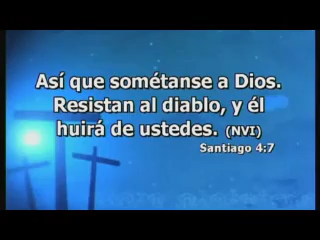 Así que sométanse a Dios.
Resistan al diablo, y él
huirá de ustedes. (NVI)
Santiago 4:7